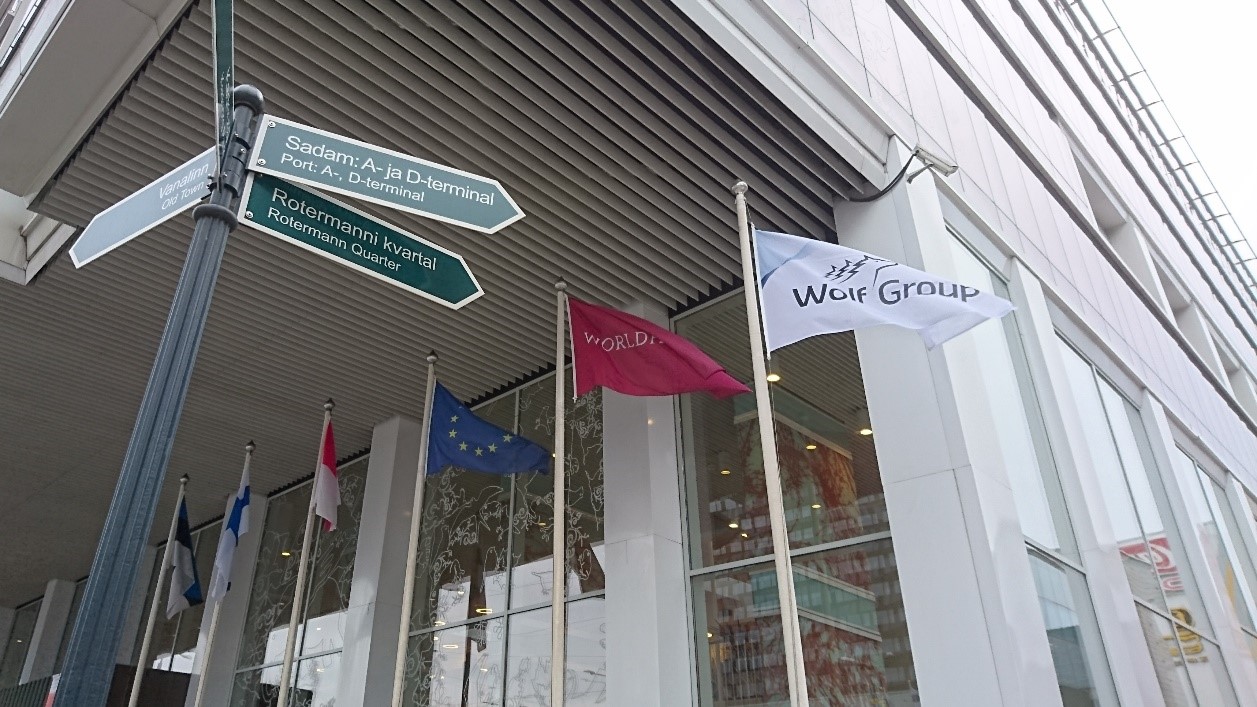 Vanalinn
Old Town
Sadam: A- ja D-terminal
Port: A-, D-terminal
Rotermanni kvartal
Rotermann Quarter
Wolf Group